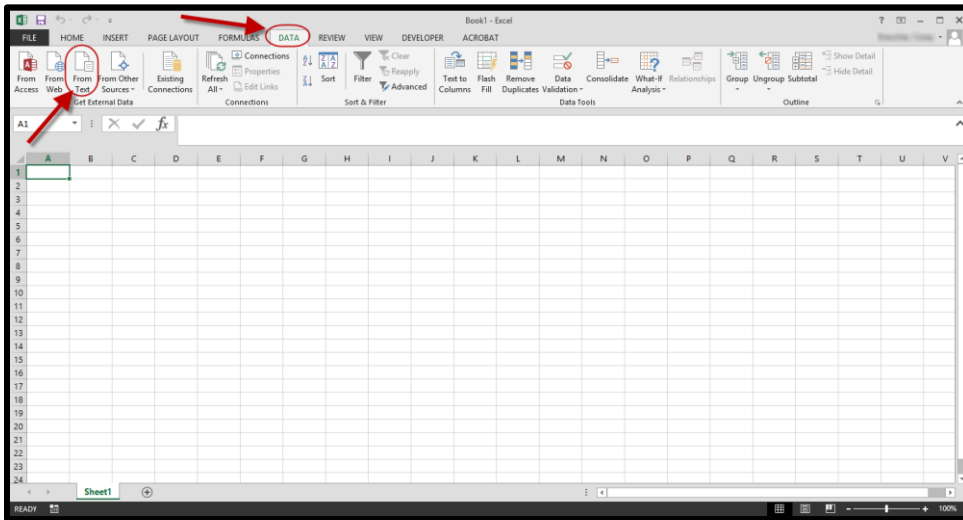 Book1 - Excel
FILE HOME INSERT PAGE LAYOUT FORMULAS DATA REVIEW VIEW DEVELOPER ACROBAT
From Access
From Web
From Text
From Other Sources
Get External Data
Existing Connections
Refresh All
Connections
Properties
Edit Links
Connections
Sort
Filter
Clear
Reapply
Advanced
Sort & Filter
Text to Columns
Flash Fill
Remove Duplicates
Data Validation
Consolidate
What-If Analysis
Relationships
Data Tools
Group
Ungroup
Subtotal
Show Detail
Hide Detail
Outline
A1
fx
A B C D E F G H I J K L M N O P Q R S T U V
1
2
3
4
5
6
7
8
9
10
11
12
13
14
15
16
17
18
19
20
21
22
23
24
Sheet1
READY
100%